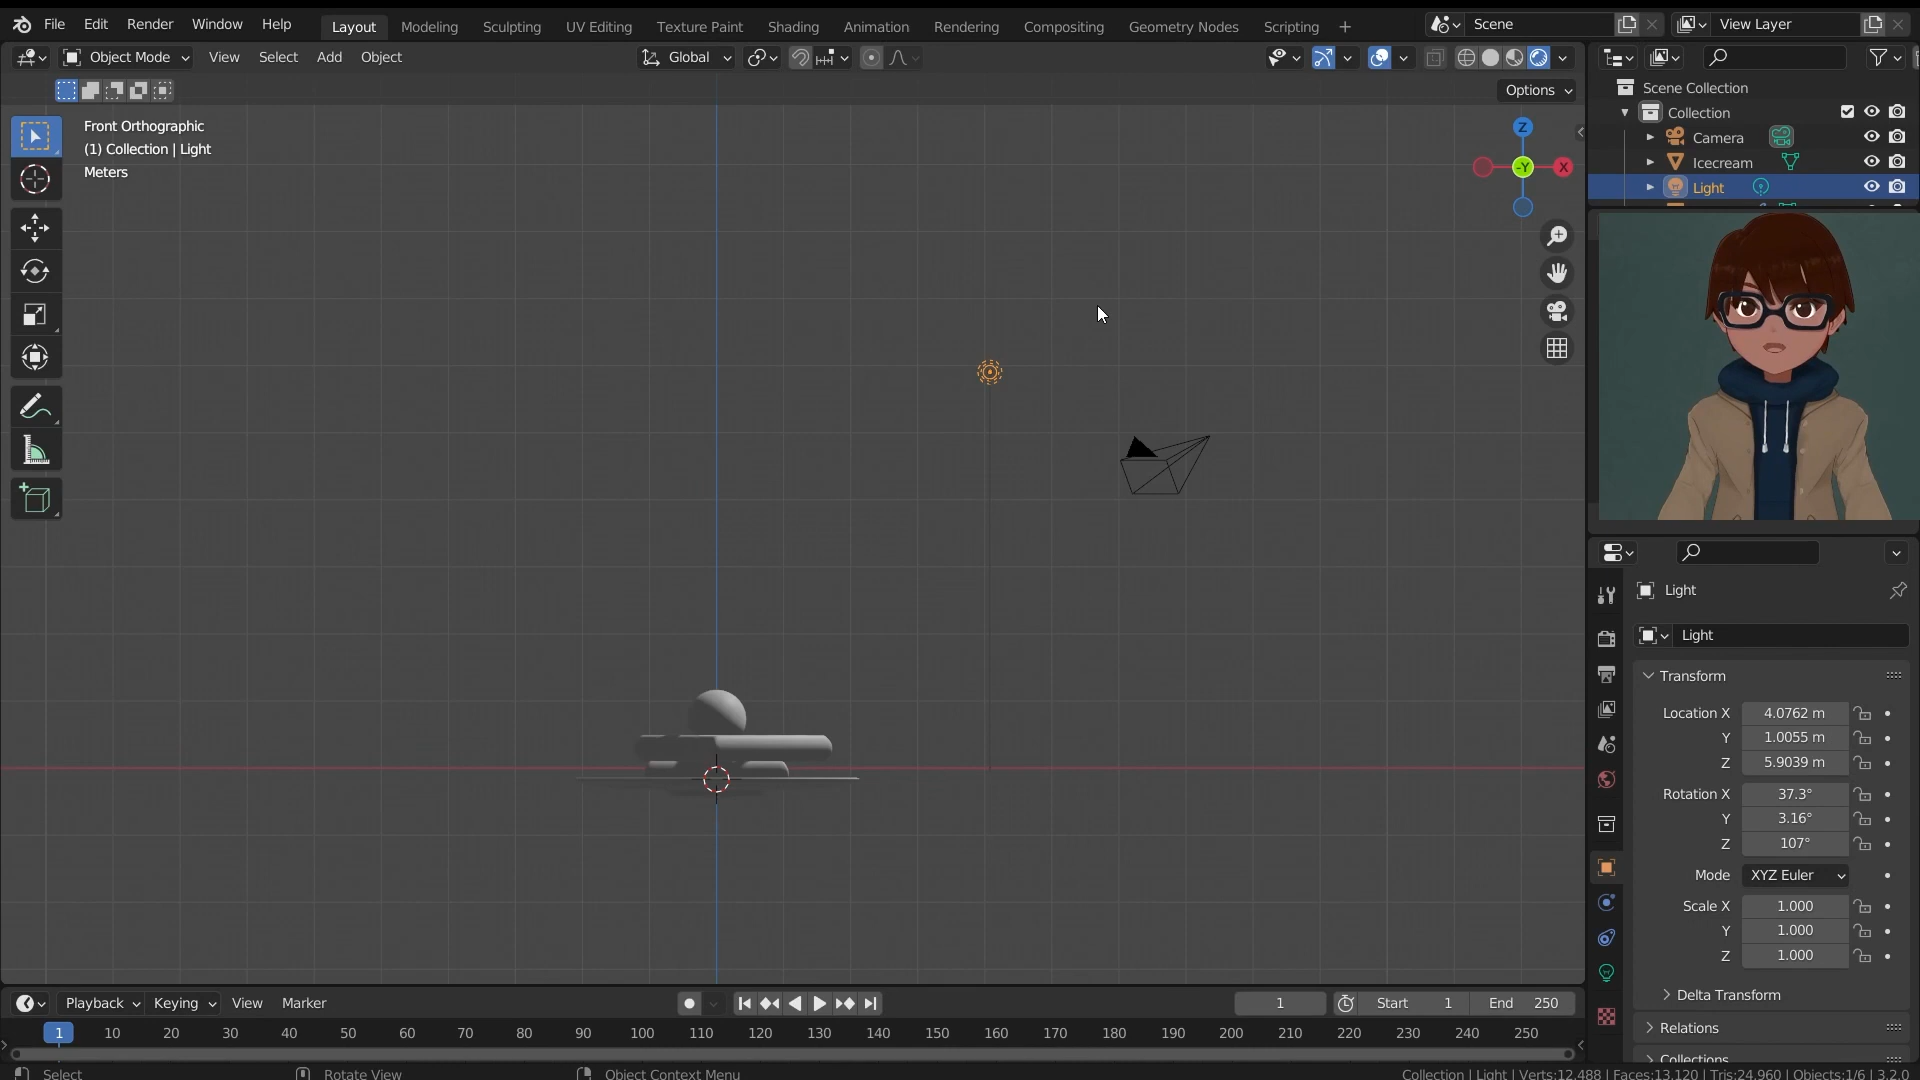 File Edit Render Window Help Layout Modeling Sculpting UV Editing Texture Paint Shading Animation Rendering Compositing Geometry Nodes Scripting + Scene View Layer
Object Mode View Select Add Object Global
Options
Front Orthographic
(1) Collection | Light
Meters
Z
-Y X
Scene Collection
Collection
Camera
Icecream
Light
Light
Light
Transform
Location X 4.0762 m
Y 1.0055 m
Z 5.9039 m
Rotation X 37.3°
Y 3.16°
Z 107°
Mode XYZ Euler
Scale X 1.000
Y 1.000
Z 1.000
Delta Transform
Relations
Collections
Playback Keying View Marker 1 Start 1 End 250
1 10 20 30 40 50 60 70 80 90 100 110 120 130 140 150 160 170 180 190 200 210 220 230 240 250
Select Rotate View Object Context Menu Collection | Light | Verts:12,488 | Faces:13,120 | Tris:24,960 | Objects:1/6 | 3.2.0